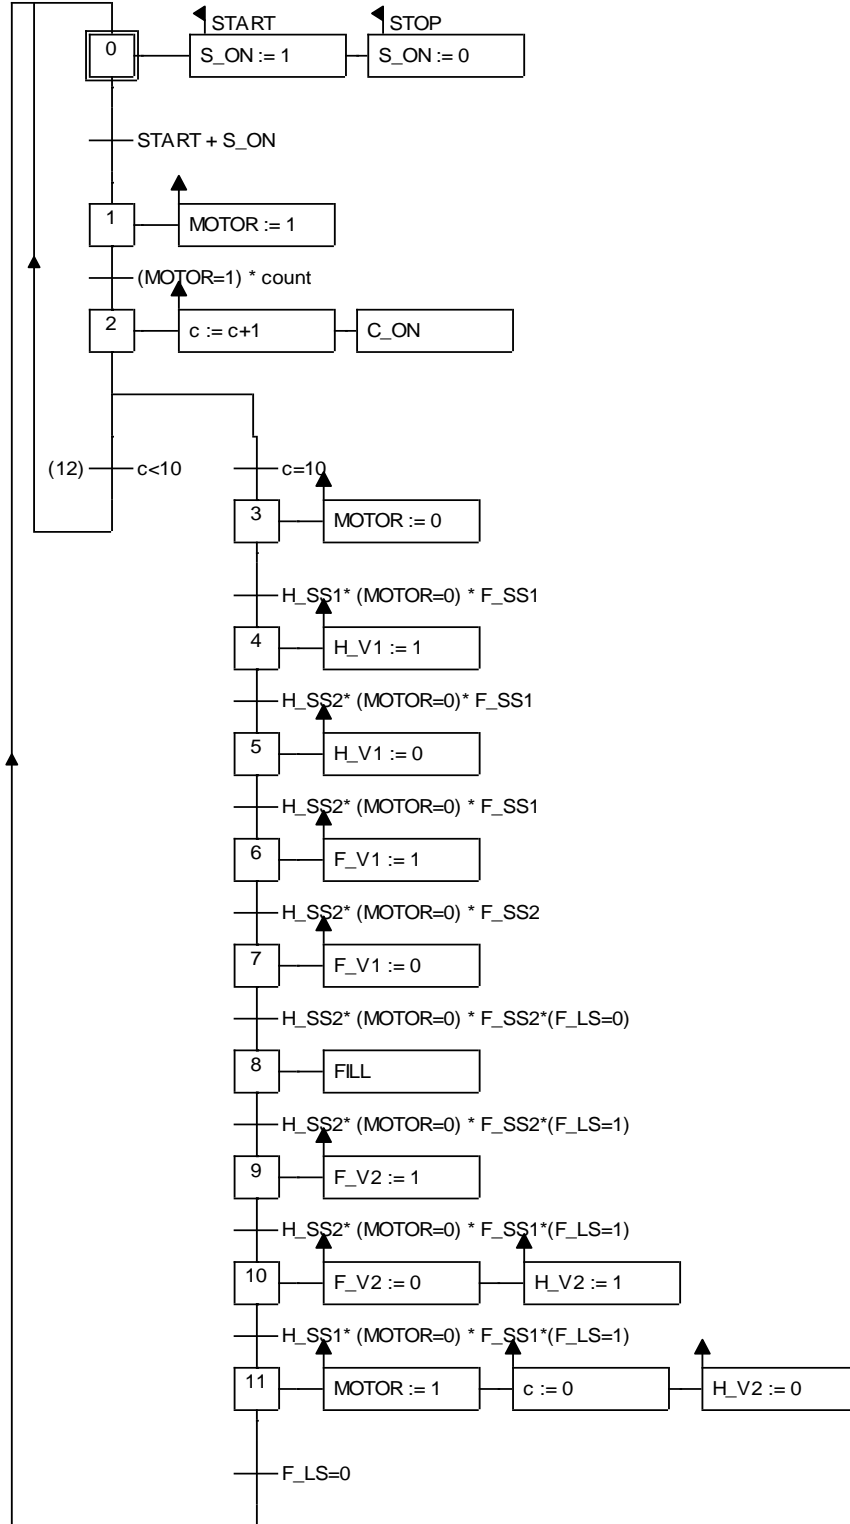 START STOP
0 S_ON := 1 S_ON := 0
START + S_ON
1 MOTOR := 1
(MOTOR=1) * count
2 c := c+1 C_ON
(12) c<10 c=10
3 MOTOR := 0
H_SS1* (MOTOR=0) * F_SS1
4 H_V1 := 1
H_SS2* (MOTOR=0)* F_SS1
5 H_V1 := 0
H_SS2* (MOTOR=0) * F_SS1
6 F_V1 := 1
H_SS2* (MOTOR=0) * F_SS2
7 F_V1 := 0
H_SS2* (MOTOR=0) * F_SS2*(F_LS=0)
8 FILL
H_SS2* (MOTOR=0) * F_SS2*(F_LS=1)
9 F_V2 := 1
H_SS2* (MOTOR=0) * F_SS1*(F_LS=1)
10 F_V2 := 0 H_V2 := 1
H_SS1* (MOTOR=0) * F_SS1*(F_LS=1)
11 MOTOR := 1 c := 0 H_V2 := 0
F_LS=0